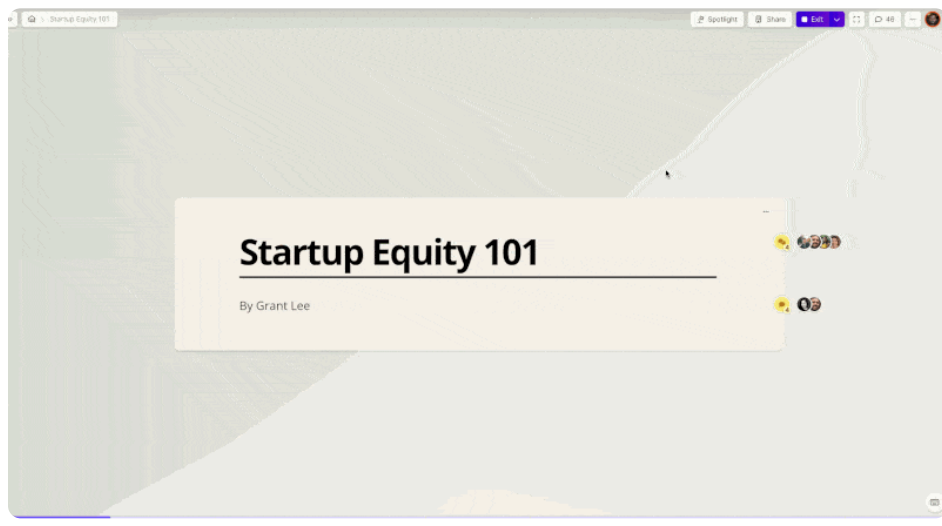 Startup Equity 101
Spotlight
Share
Exit
48
Startup Equity 101
By Grant Lee